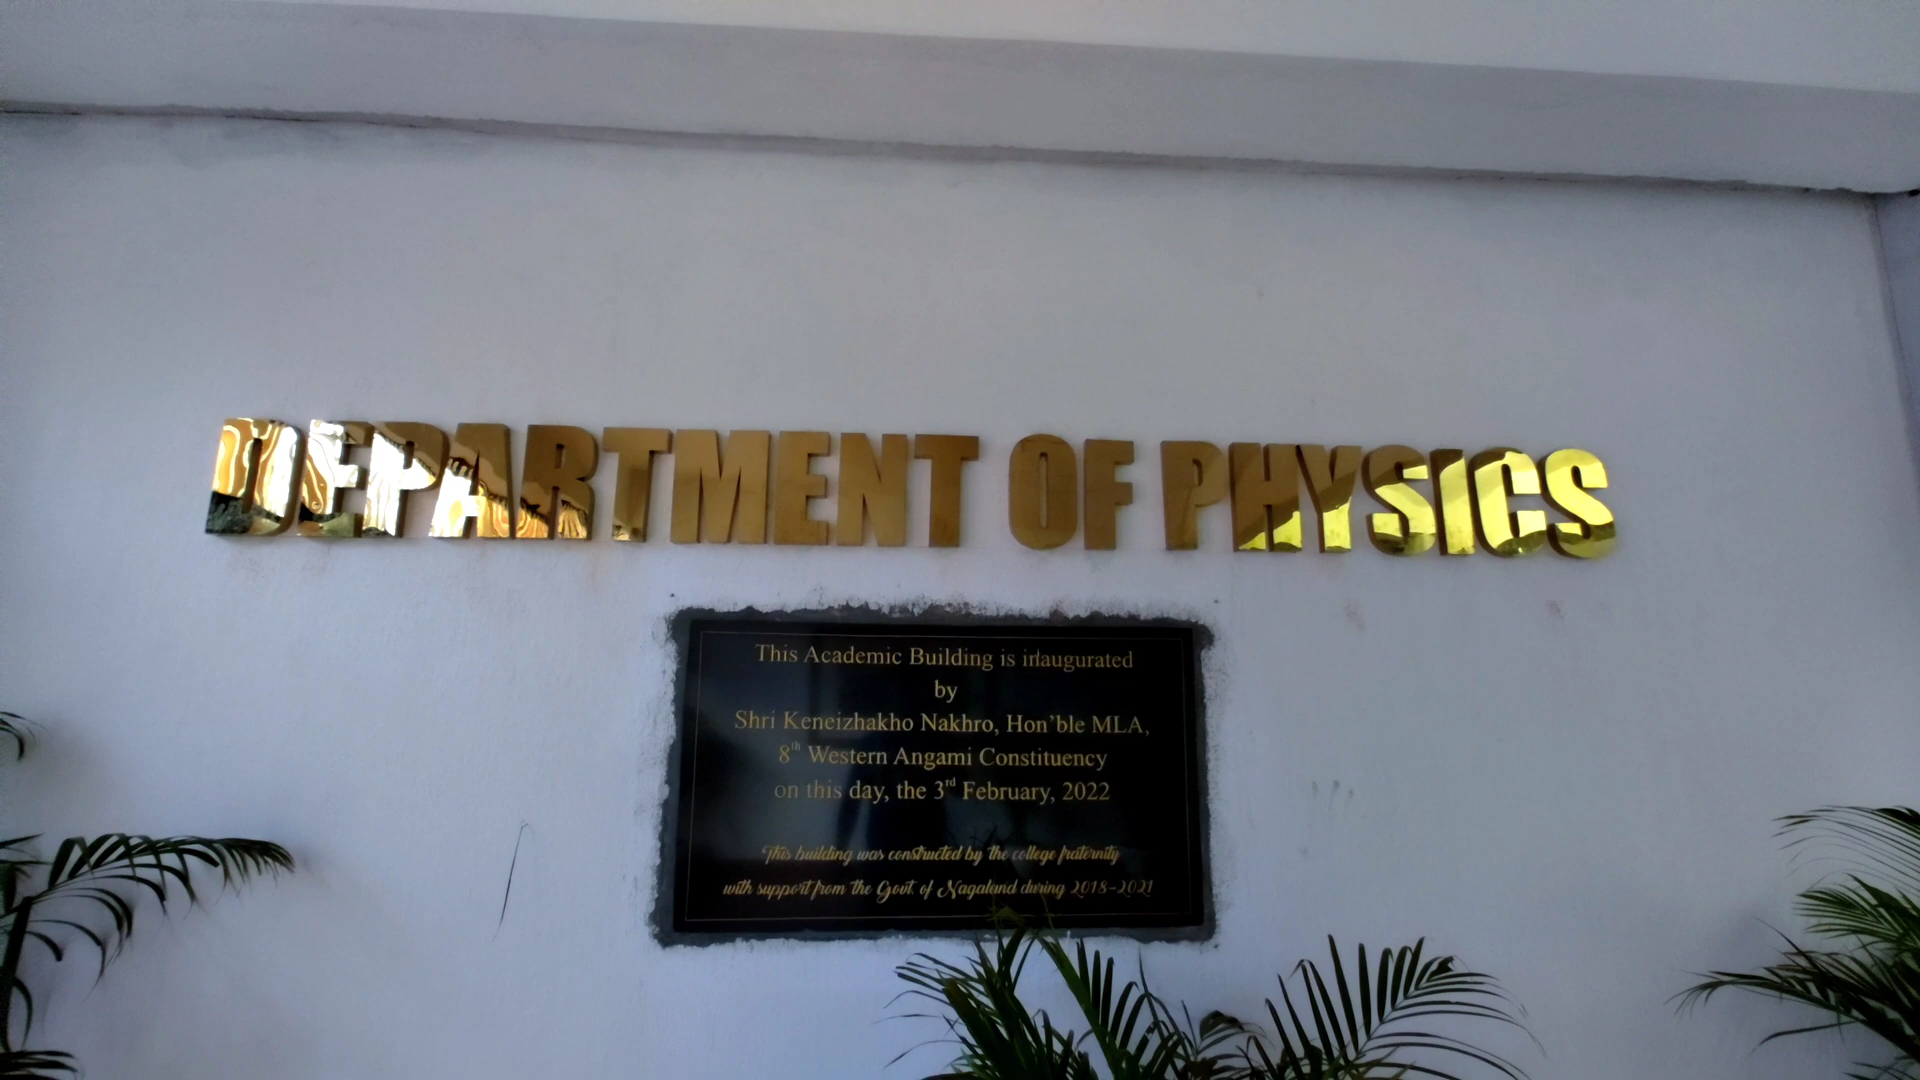 DEPARTMENT OF PHYSICS
This Academic Building is inaugurated
by
Shri Keneizhakho Nakhro, Hon'ble MLA,
8th Western Angami Constituency
on this day, the 3rd February, 2022
This building was constructed by the college fraternity
with support from the Govt. of Nagaland during 2018-2021